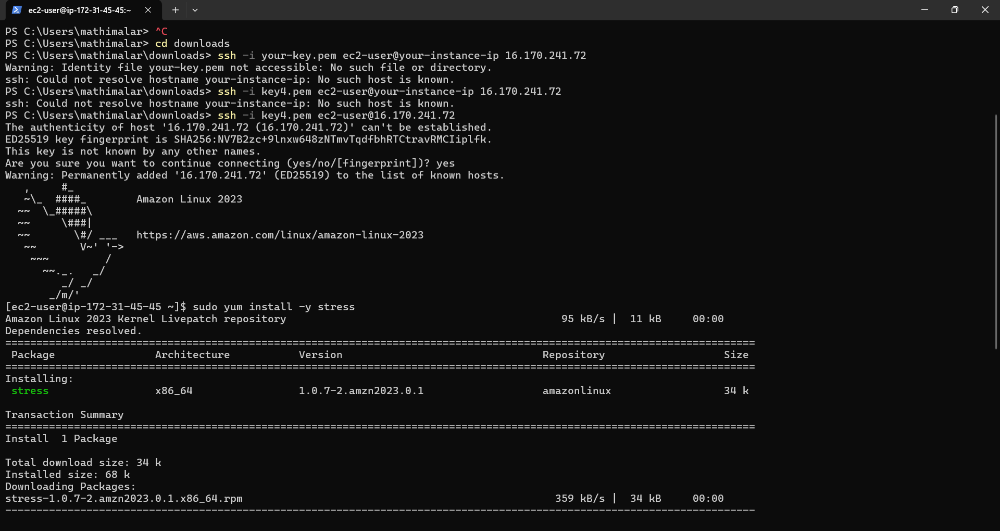 ec2-user@ip-172-31-45-45:~
PS C:\Users\mathimalar> ^C
PS C:\Users\mathimalar> cd downloads
PS C:\Users\mathimalar\downloads> ssh -i your-key.pem ec2-user@your-instance-ip 16.170.241.72
Warning: Identity file your-key.pem not accessible: No such file or directory.
ssh: Could not resolve hostname your-instance-ip: No such host is known.
PS C:\Users\mathimalar\downloads> ssh -i key4.pem ec2-user@your-instance-ip 16.170.241.72
ssh: Could not resolve hostname your-instance-ip: No such host is known.
PS C:\Users\mathimalar\downloads> ssh -i key4.pem ec2-user@16.170.241.72
The authenticity of host '16.170.241.72 (16.170.241.72)' can't be established.
ED25519 key fingerprint is SHA256:NV7B2zc+9lnxw648zNTmvTqdfbhRTCtravRMCIiplfk.
This key is not known by any other names.
Are you sure you want to continue connecting (yes/no/[fingerprint])? yes
Warning: Permanently added '16.170.241.72' (ED25519) to the list of known hosts.
   ,     #_
   ~\_  ####_        Amazon Linux 2023
  ~~  \_#####\
  ~~     \###|
  ~~       \#/ ___   https://aws.amazon.com/linux/amazon-linux-2023
   ~~       V~' '->
    ~~~         /
      ~~._.   _/
         _/ _/
       _/m/'
[ec2-user@ip-172-31-45-45 ~]$ sudo yum install -y stress
Amazon Linux 2023 Kernel Livepatch repository 95 kB/s | 11 kB 00:00
Dependencies resolved.
========================================================================================================================
Package Architecture Version Repository Size
========================================================================================================================
Installing:
stress x86_64 1.0.7-2.amzn2023.0.1 amazonlinux 34 k
Transaction Summary
========================================================================================================================
Install  1 Package
Total download size: 34 k
Installed size: 68 k
Downloading Packages:
stress-1.0.7-2.amzn2023.0.1.x86_64.rpm 359 kB/s | 34 kB 00:00
------------------------------------------------------------------------------------------------------------------------